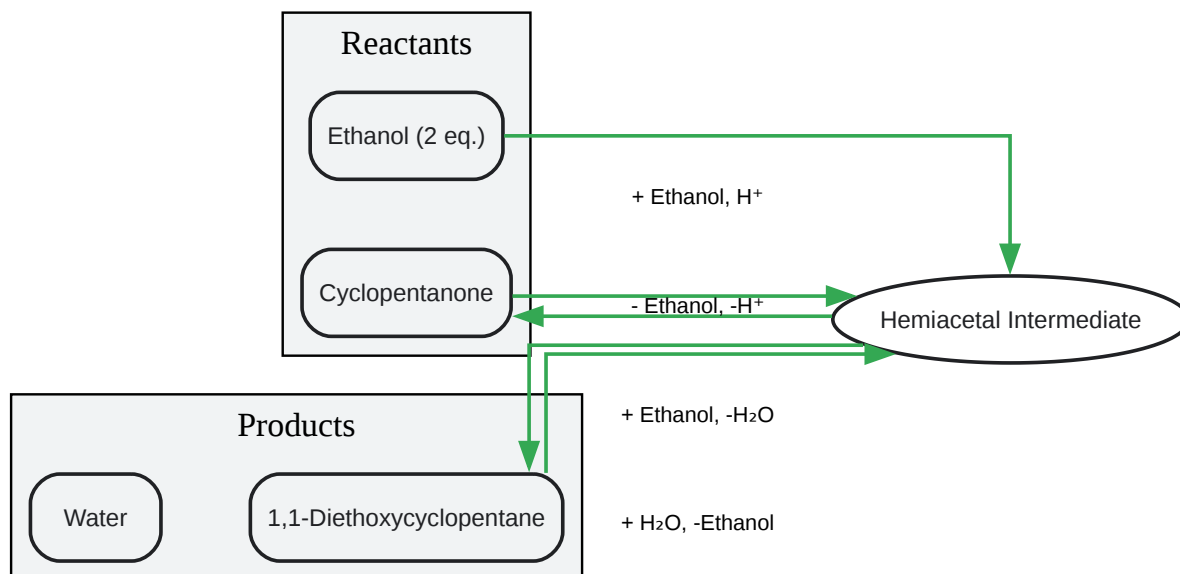 Reactants
Ethanol (2 eq.)
+ Ethanol, H⁺
Cyclopentanone
- Ethanol, -H⁺
Hemiacetal Intermediate
+ Ethanol, -H₂O
Products
Water
1,1-Diethoxycyclopentane
+ H₂O, -Ethanol